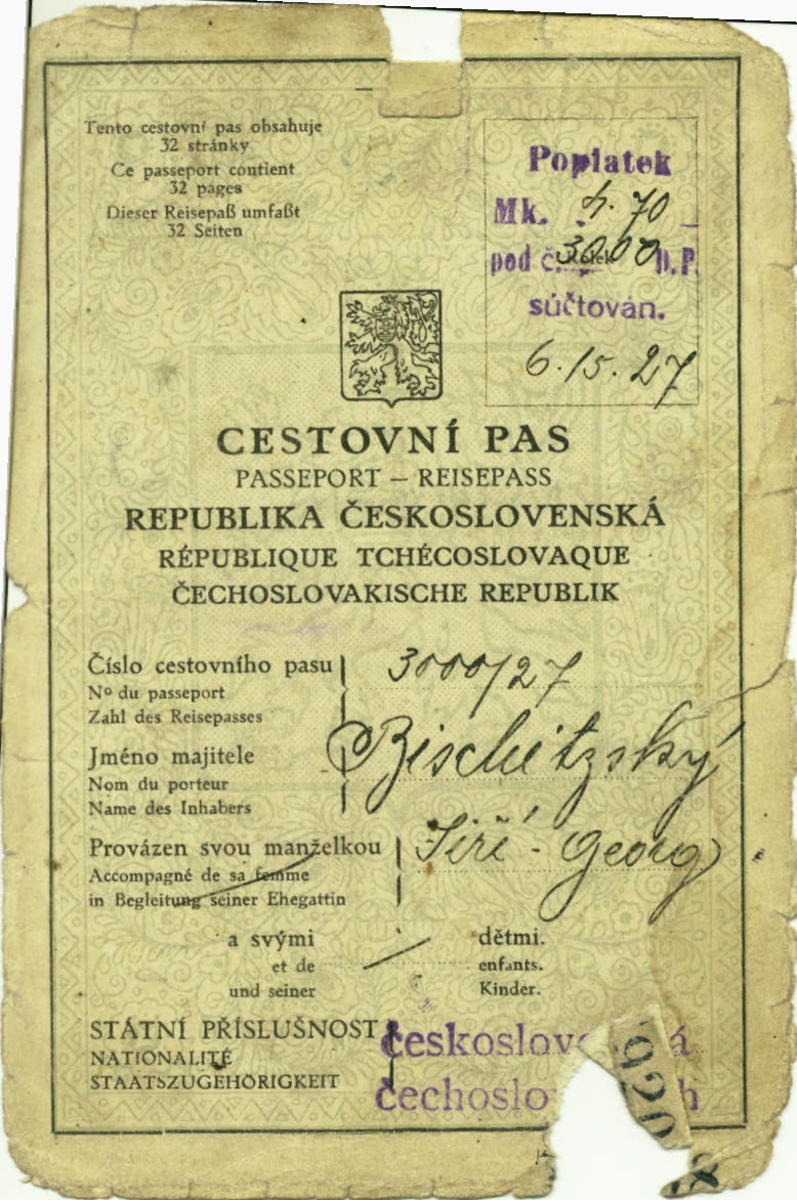 Tento cestovní pas obsahuje
32 stránky
Ce passeport contient
32 pages
Dieser Reisepaß umfaßt
32 Seiten
Poplatek
Mk. 4.70
pod č. 3000 D.P.
súčtován.
6.15.27
CESTOVNÍ PAS
PASSEPORT – REISEPASS
REPUBLIKA ČESKOSLOVENSKÁ
RÉPUBLIQUE TCHÉCOSLOVAQUE
ČECHOSLOVAKISCHE REPUBLIK
Číslo cestovního pasu 3000/27
Nº du passeport
Zahl des Reisepasses
Jméno majitele Bischitzský
Nom du porteur
Name des Inhabers
Provázen svou manželkou Jiří - Georg
Accompagné de sa femme
in Begleitung seiner Ehegattin
a svými dětmi.
et de enfants.
und seiner Kinder.
STÁTNÍ PŘÍSLUŠNOST
NATIONALITÉ
STAATSZUGEHÖRIGKEIT